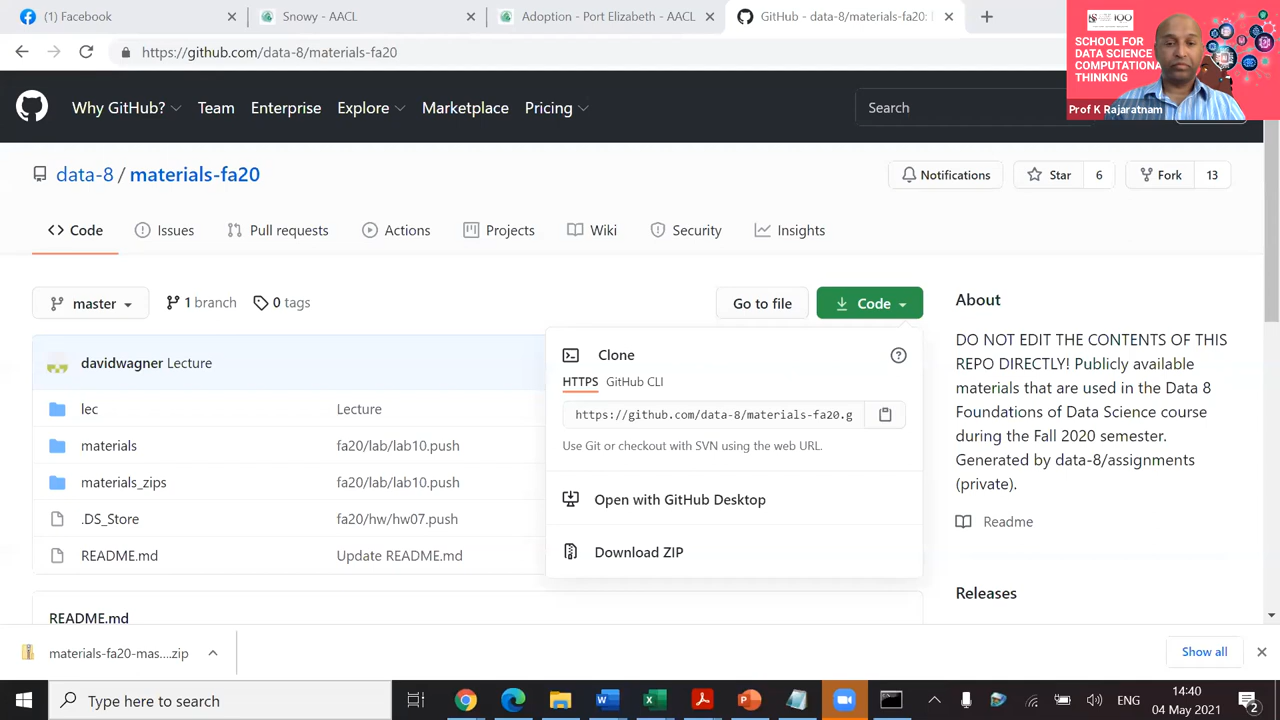 (1) Facebook
Snowy - AACL
Adoption - Port Elizabeth - AACL
GitHub - data-8/materials-fa20:
https://github.com/data-8/materials-fa20
SCHOOL FOR
DATA SCIENCE
COMPUTATIONA
THINKING
Prof K Rajaratnam
Why GitHub?
Team
Enterprise
Explore
Marketplace
Pricing
Search
data-8 / materials-fa20
Notifications
Star
6
Fork
13
Code
Issues
Pull requests
Actions
Projects
Wiki
Security
Insights
master
1 branch
0 tags
Go to file
Code
davidwagner Lecture
lec
Lecture
materials
fa20/lab/lab10.push
materials_zips
fa20/lab/lab10.push
.DS_Store
fa20/hw/hw07.push
README.md
Update README.md
Clone
HTTPS
GitHub CLI
https://github.com/data-8/materials-fa20.g
Use Git or checkout with SVN using the web URL.
Open with GitHub Desktop
Download ZIP
About
DO NOT EDIT THE CONTENTS OF THIS
REPO DIRECTLY! Publicly available
materials that are used in the Data 8
Foundations of Data Science course
during the Fall 2020 semester.
Generated by data-8/assignments
(private).
Readme
Releases
README.md
materials-fa20-mas....zip
Show all
Type here to search
ENG
14:40
04 May 2021
2